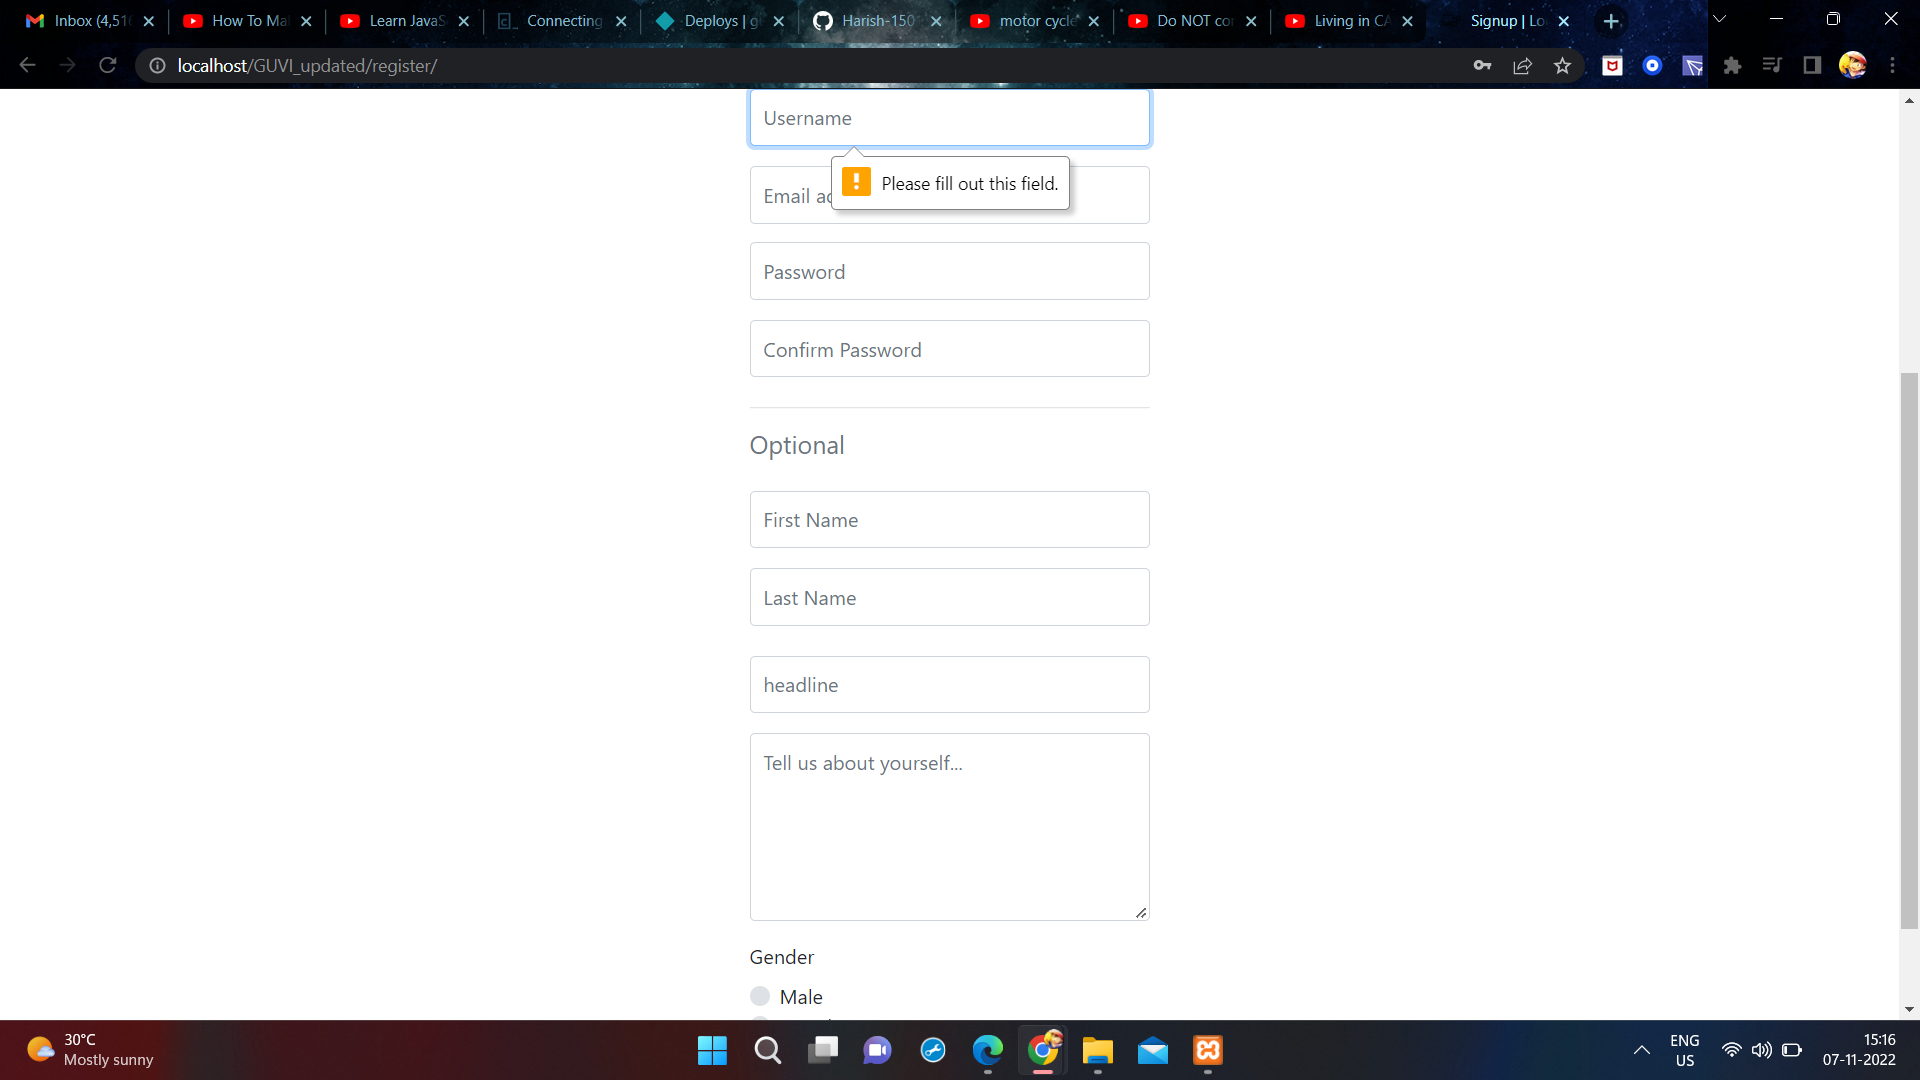 Inbox (4,51
How To Ma
Learn JavaS
Connecting
Deploys | g
Harish-150
motor cycle
Do NOT co
Living in CA
Signup | Lo
localhost/GUVI_updated/register/
Username
Please fill out this field.
Email ad
Password
Confirm Password
Optional
First Name
Last Name
headline
Tell us about yourself...
Gender
Male
30°C
Mostly sunny
ENG
US
15:16
07-11-2022